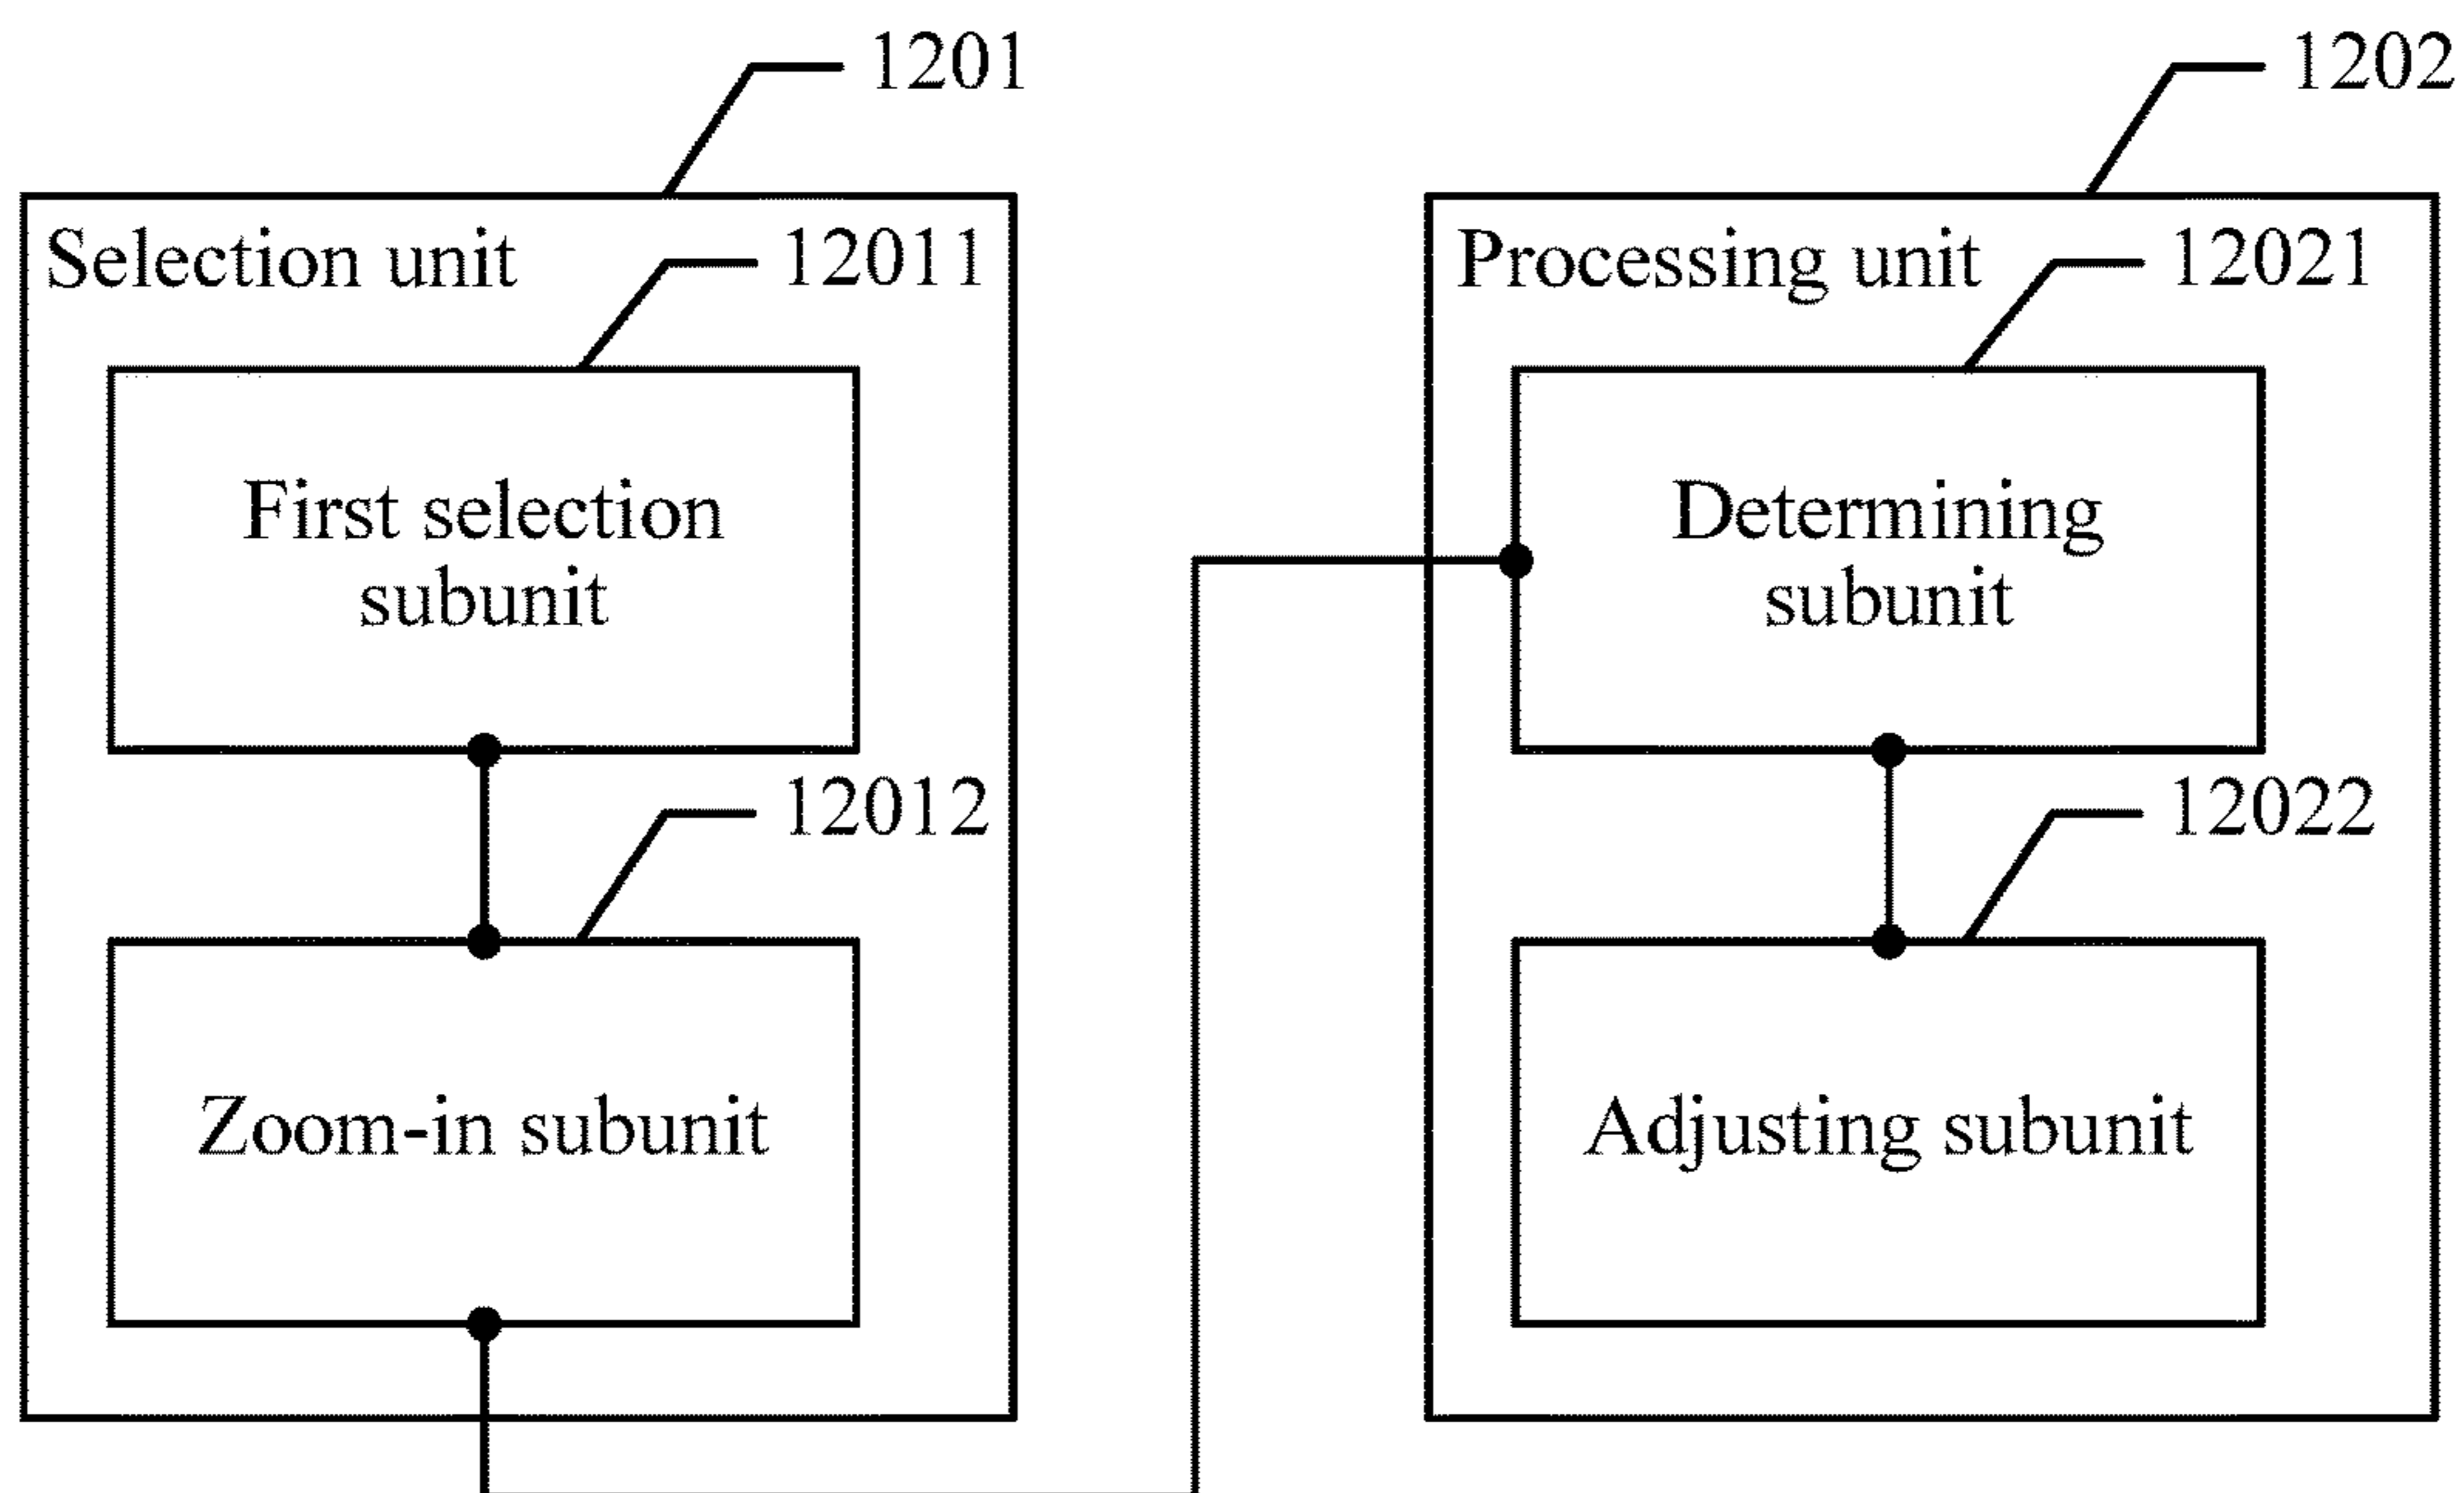 1201
1202
Selection unit
12011
First selection
subunit
12012
Zoom-in subunit
Processing unit
12021
Determining
subunit
12022
Adjusting subunit